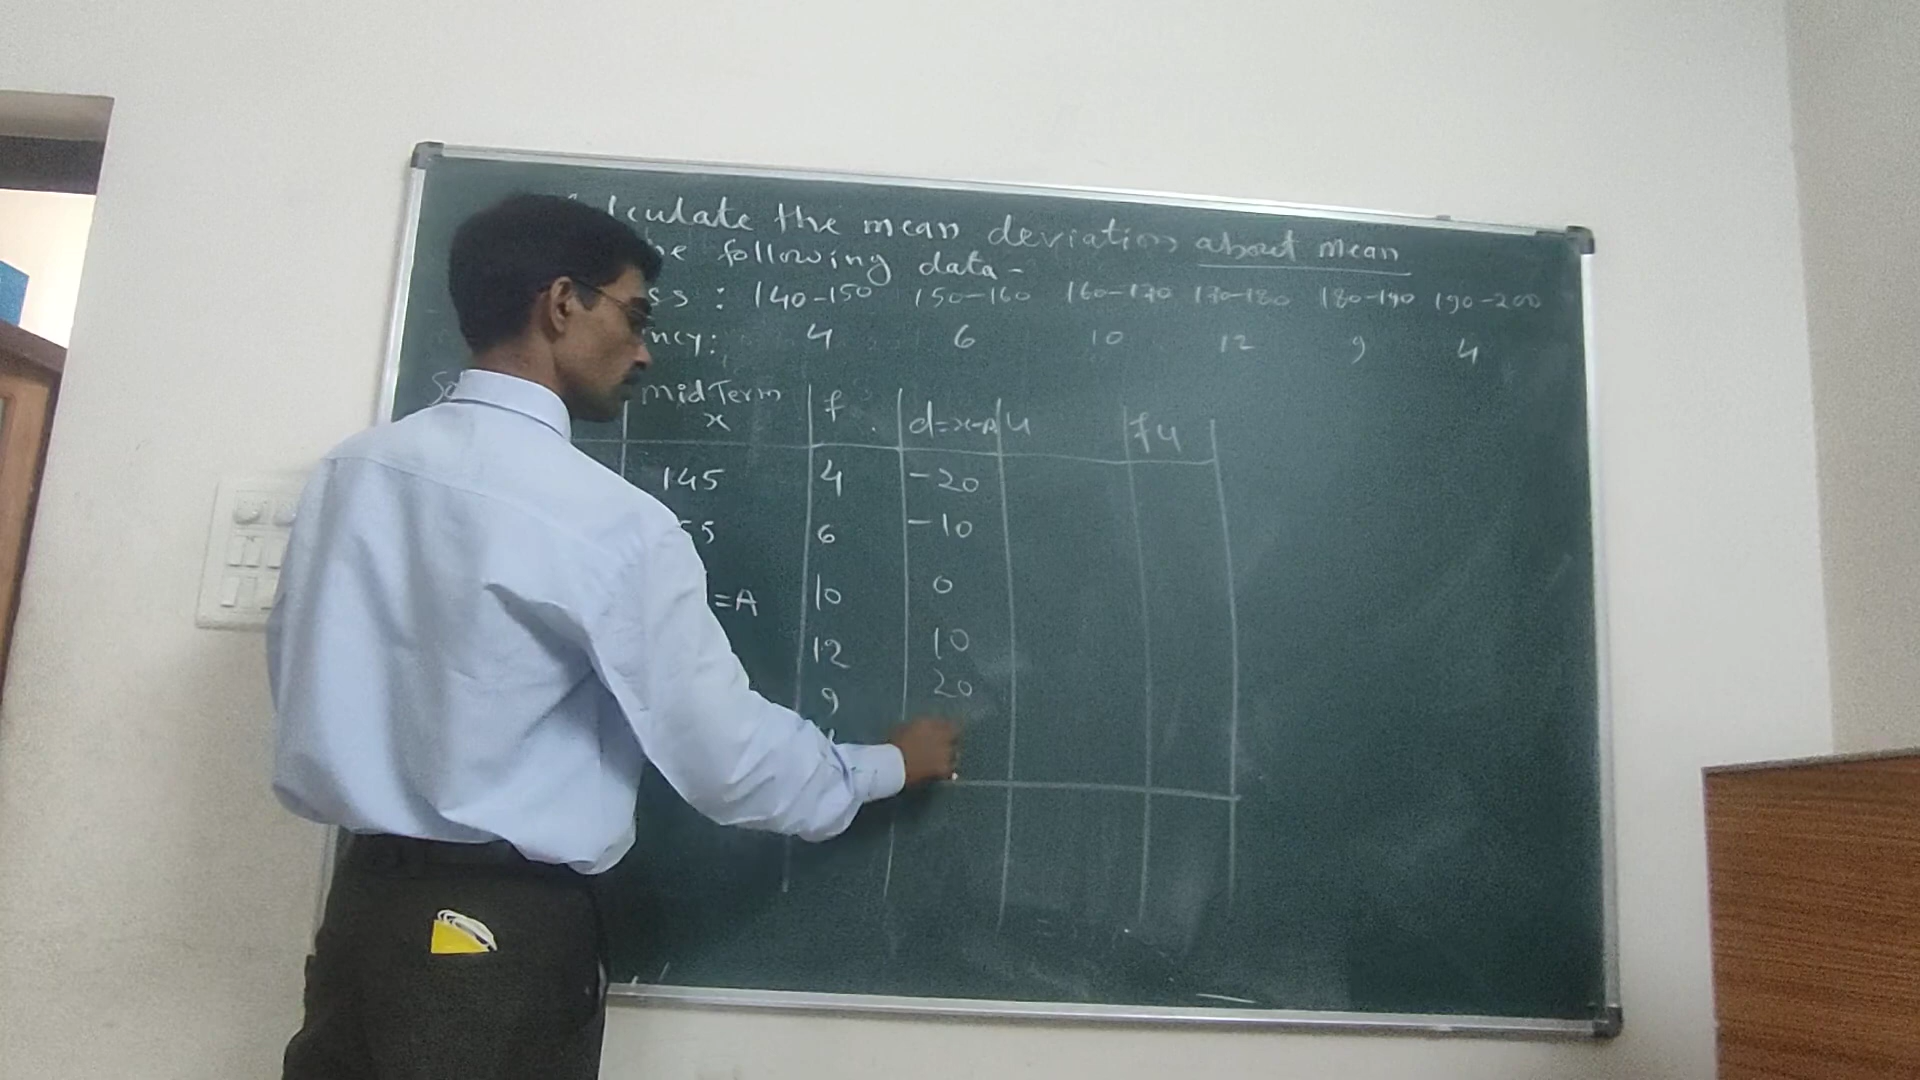 lculate the mean deviation about mean
he following data-
ss : 140-150 150-160 160-170 170-180 180-190 190-200
ncy: 4 6 10 12 9 4
mid Term x f d=x-A u fu
145 4 -20
55 6 -10
=A 10 0
12 10
9 20